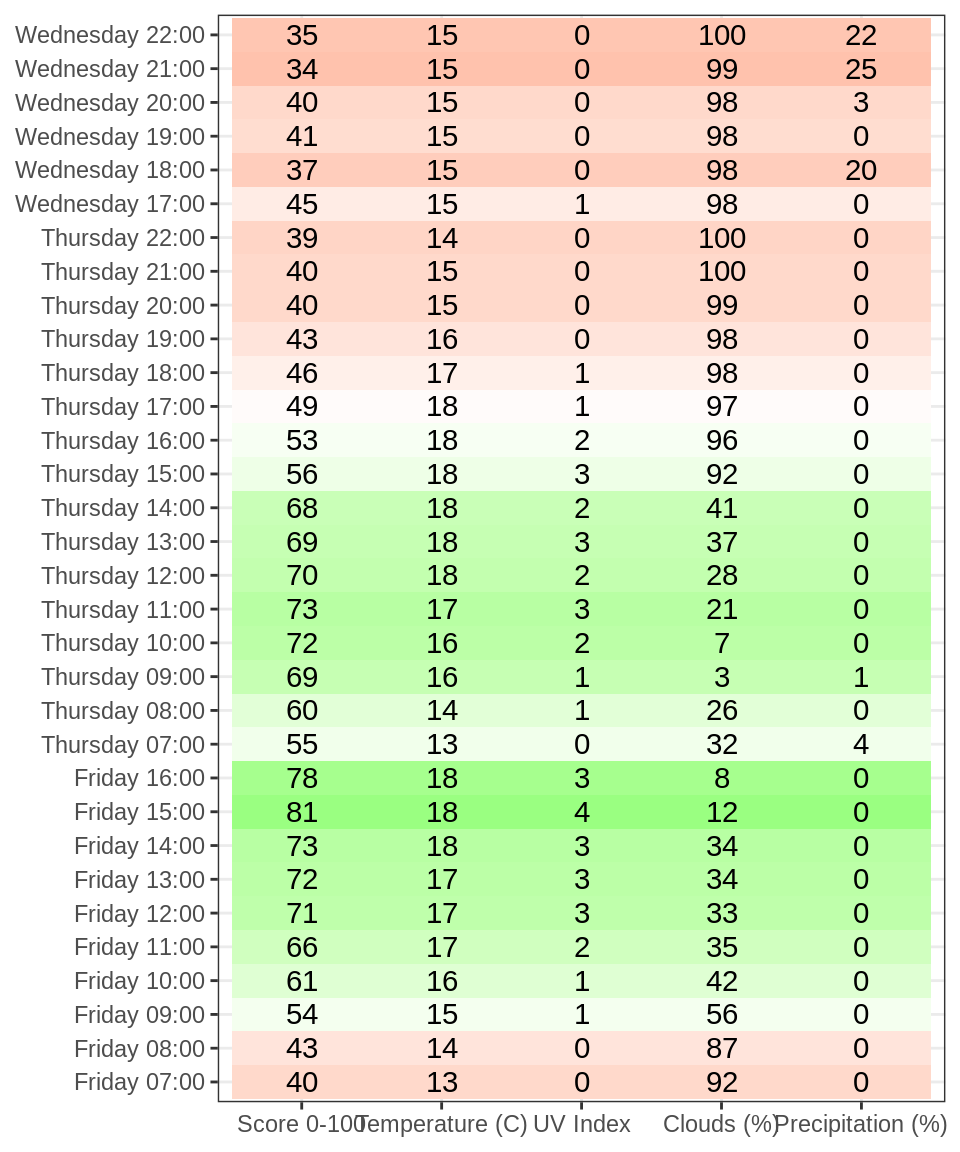 Wednesday 22:00 35 15 0 100 22
Wednesday 21:00 34 15 0 99 25
Wednesday 20:00 40 15 0 98 3
Wednesday 19:00 41 15 0 98 0
Wednesday 18:00 37 15 0 98 20
Wednesday 17:00 45 15 1 98 0
Thursday 22:00 39 14 0 100 0
Thursday 21:00 40 15 0 100 0
Thursday 20:00 40 15 0 99 0
Thursday 19:00 43 16 0 98 0
Thursday 18:00 46 17 1 98 0
Thursday 17:00 49 18 1 97 0
Thursday 16:00 53 18 2 96 0
Thursday 15:00 56 18 3 92 0
Thursday 14:00 68 18 2 41 0
Thursday 13:00 69 18 3 37 0
Thursday 12:00 70 18 2 28 0
Thursday 11:00 73 17 3 21 0
Thursday 10:00 72 16 2 7 0
Thursday 09:00 69 16 1 3 1
Thursday 08:00 60 14 1 26 0
Thursday 07:00 55 13 0 32 4
Friday 16:00 78 18 3 8 0
Friday 15:00 81 18 4 12 0
Friday 14:00 73 18 3 34 0
Friday 13:00 72 17 3 34 0
Friday 12:00 71 17 3 33 0
Friday 11:00 66 17 2 35 0
Friday 10:00 61 16 1 42 0
Friday 09:00 54 15 1 56 0
Friday 08:00 43 14 0 87 0
Friday 07:00 40 13 0 92 0
Score 0-100 Temperature (C) UV Index Clouds (%) Precipitation (%)